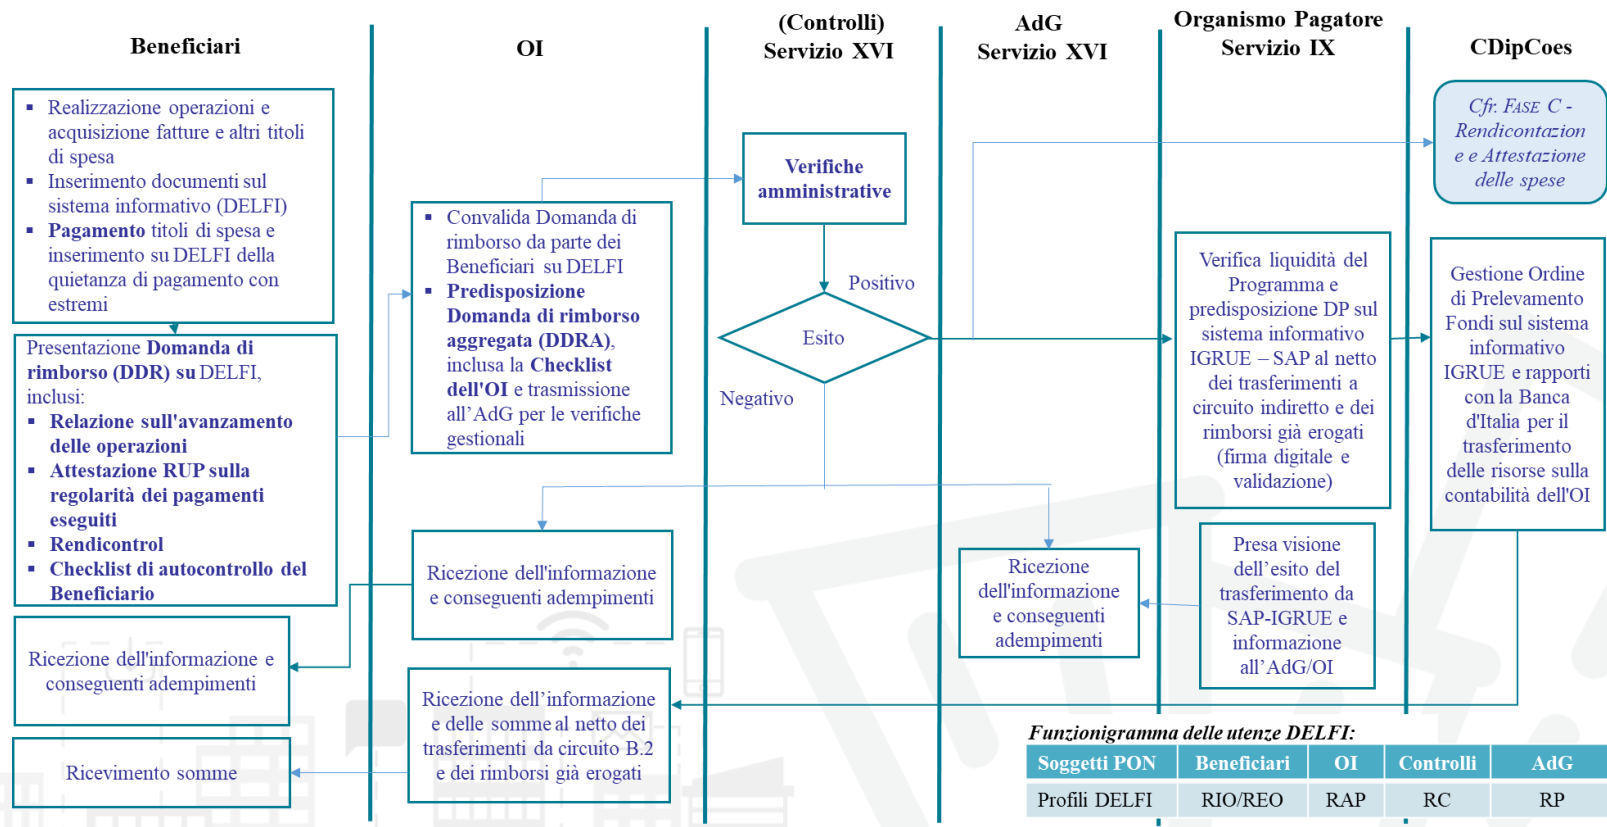 Beneficiari
OI
(Controlli)
Servizio XVI
AdG
Servizio XVI
Organismo Pagatore
Servizio IX
CDipCoes
▪ Realizzazione operazioni e
acquisizione fatture e altri titoli
di spesa
▪ Inserimento documenti sul
sistema informativo (DELFI)
▪ Pagamento titoli di spesa e
inserimento su DELFI della
quietanza di pagamento con
estremi
Presentazione Domanda di
rimborso (DDR) su DELFI,
inclusi:
▪ Relazione sull'avanzamento
delle operazioni
▪ Attestazione RUP sulla
regolarità dei pagamenti
eseguiti
▪ Rendicontrol
▪ Checklist di autocontrollo del
Beneficiario
Ricezione dell'informazione e
conseguenti adempimenti
Ricevimento somme
▪ Convalida Domanda di
rimborso da parte dei
Beneficiari su DELFI
▪ Predisposizione
Domanda di rimborso
aggregata (DDRA),
inclusa la Checklist
dell'OI e trasmissione
all'AdG per le verifiche
gestionali
Ricezione dell'informazione
e conseguenti adempimenti
Ricezione dell'informazione
e delle somme al netto dei
trasferimenti da circuito B.2
e dei rimborsi già erogati
Verifiche
amministrative
Positivo
Esito
Negativo
Ricezione
dell'informazione
e conseguenti
adempimenti
Verifica liquidità del
Programma e
predisposizione DP sul
sistema informativo
IGRUE – SAP al netto
dei trasferimenti a
circuito indiretto e dei
rimborsi già erogati
(firma digitale e
validazione)
Presa visione
dell'esito del
trasferimento da
SAP-IGRUE e
informazione
all'AdG/OI
Cfr. FASE C -
Rendicontazion
e e Attestazione
delle spese
Gestione Ordine
di Prelevamento
Fondi sul sistema
informativo
IGRUE e rapporti
con la Banca
d'Italia per il
trasferimento
delle risorse sulla
contabilità dell'OI
Funzionigramma delle utenze DELFI:
Soggetti PON Beneficiari OI Controlli AdG
Profili DELFI RIO/REO RAP RC RP